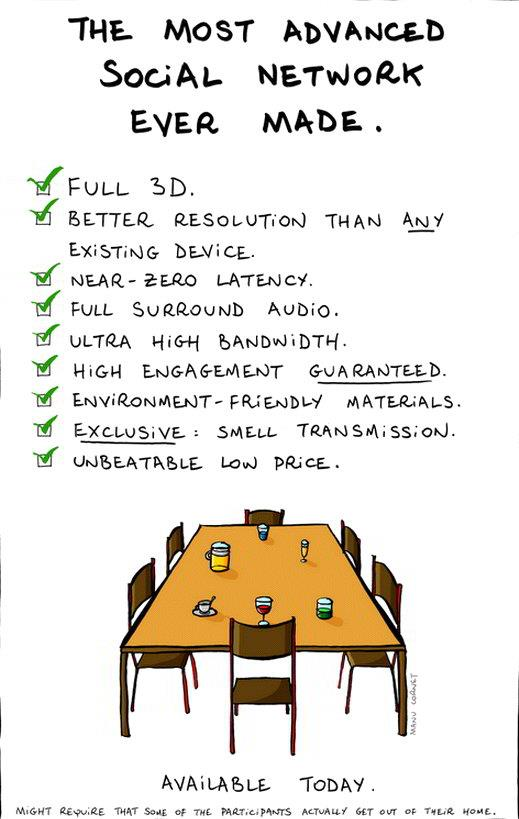 THE MOST ADVANCED
SOCIAL NETWORK
EVER MADE.
FULL 3D.
BETTER RESOLUTION THAN ANY
EXISTING DEVICE.
NEAR-ZERO LATENCY.
FULL SURROUND AUDIO.
ULTRA HIGH BANDWIDTH.
HIGH ENGAGEMENT GUARANTEED.
ENVIRONMENT-FRIENDLY MATERIALS.
EXCLUSIVE: SMELL TRANSMISSION.
UNBEATABLE LOW PRICE.
MANU CORNET
AVAILABLE TODAY.
MIGHT REQUIRE THAT SOME OF THE PARTICIPANTS ACTUALLY GET OUT OF THEIR HOME.